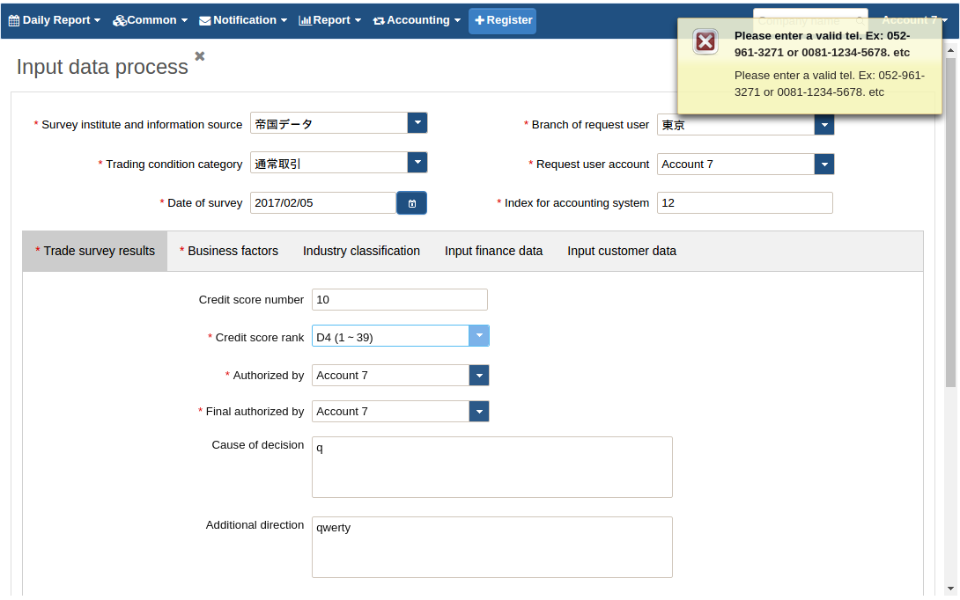 Daily Report Common Notification Report Accounting + Register Company name Account 7
Please enter a valid tel. Ex: 052-
961-3271 or 0081-1234-5678. etc
Please enter a valid tel. Ex: 052-961-
3271 or 0081-1234-5678. etc
Input data process
* Survey institute and information source 帝国データ * Branch of request user 東京
* Trading condition category 通常取引 * Request user account Account 7
* Date of survey 2017/02/05 * Index for accounting system 12
* Trade survey results * Business factors Industry classification Input finance data Input customer data
Credit score number 10
* Credit score rank D4 (1 ~ 39)
* Authorized by Account 7
* Final authorized by Account 7
Cause of decision q
Additional direction qwerty